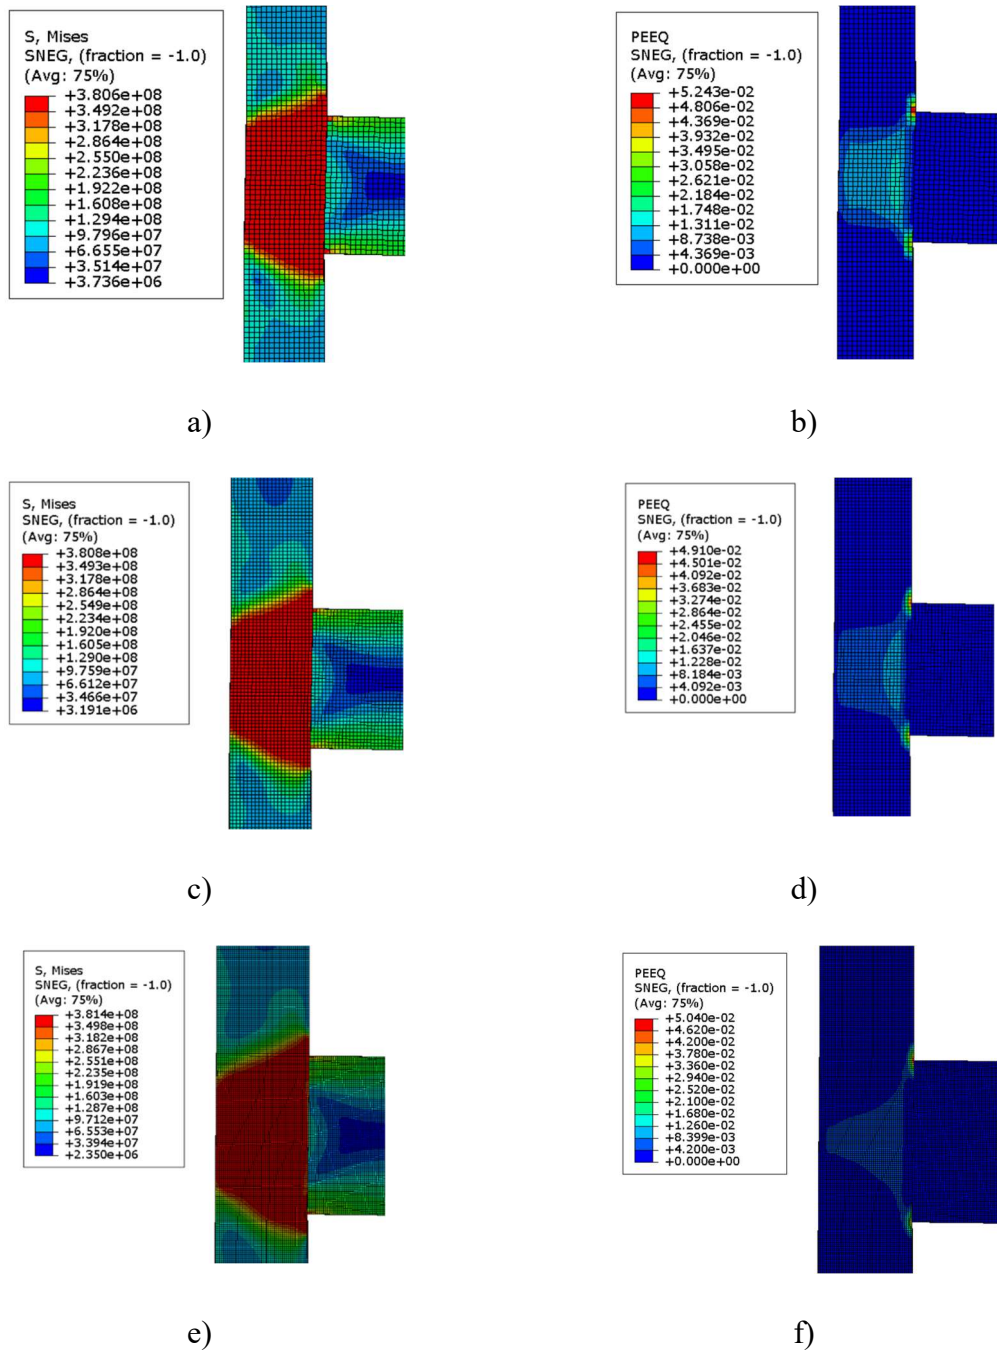 S, Mises
SNEG, (fraction = -1.0)
(Avg: 75%)
+3.806e+08
+3.492e+08
+3.178e+08
+2.864e+08
+2.550e+08
+2.236e+08
+1.922e+08
+1.608e+08
+1.294e+08
+9.796e+07
+6.655e+07
+3.514e+07
+3.736e+06
PEEQ
SNEG, (fraction = -1.0)
(Avg: 75%)
+5.243e-02
+4.806e-02
+4.369e-02
+3.932e-02
+3.495e-02
+3.058e-02
+2.621e-02
+2.184e-02
+1.748e-02
+1.311e-02
+8.738e-03
+4.369e-03
+0.000e+00
a)
b)
S, Mises
SNEG, (fraction = -1.0)
(Avg: 75%)
+3.808e+08
+3.493e+08
+3.178e+08
+2.864e+08
+2.549e+08
+2.234e+08
+1.920e+08
+1.605e+08
+1.290e+08
+9.759e+07
+6.612e+07
+3.466e+07
+3.191e+06
PEEQ
SNEG, (fraction = -1.0)
(Avg: 75%)
+4.910e-02
+4.501e-02
+4.092e-02
+3.683e-02
+3.274e-02
+2.864e-02
+2.455e-02
+2.046e-02
+1.637e-02
+1.228e-02
+8.184e-03
+4.092e-03
+0.000e+00
c)
d)
S, Mises
SNEG, (fraction = -1.0)
(Avg: 75%)
+3.814e+08
+3.498e+08
+3.182e+08
+2.867e+08
+2.551e+08
+2.235e+08
+1.919e+08
+1.603e+08
+1.287e+08
+9.712e+07
+6.553e+07
+3.394e+07
+2.350e+06
PEEQ
SNEG, (fraction = -1.0)
(Avg: 75%)
+5.040e-02
+4.620e-02
+4.200e-02
+3.780e-02
+3.360e-02
+2.940e-02
+2.520e-02
+2.100e-02
+1.680e-02
+1.260e-02
+8.399e-03
+4.200e-03
+0.000e+00
e)
f)